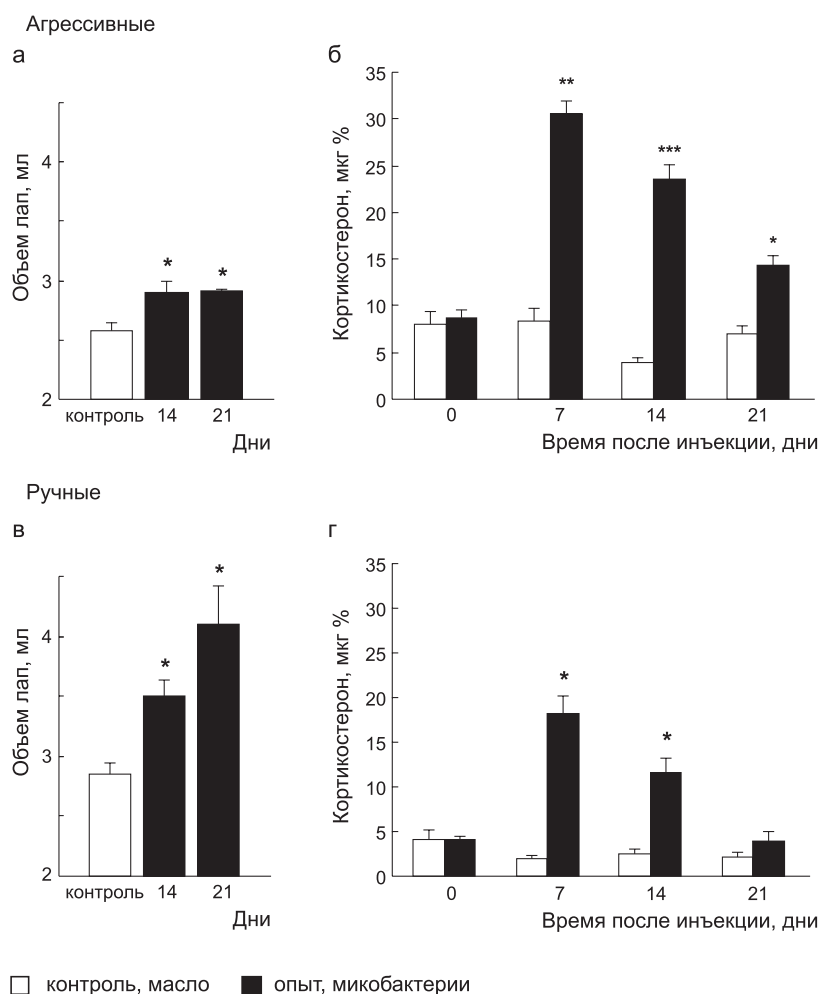 Агрессивные
а
Объем лап, мл
4
3
2
*
*
контроль 14 21
Дни
б
Кортикостерон, мкг %
35
30
25
20
15
10
5
0
**
***
*
0 7 14 21
Время после инъекции, дни
Ручные
в
Объем лап, мл
4
3
2
*
*
контроль 14 21
Дни
г
Кортикостерон, мкг %
35
30
25
20
15
10
5
0
*
*
0 7 14 21
Время после инъекции, дни
контроль, масло опыт, микобактерии